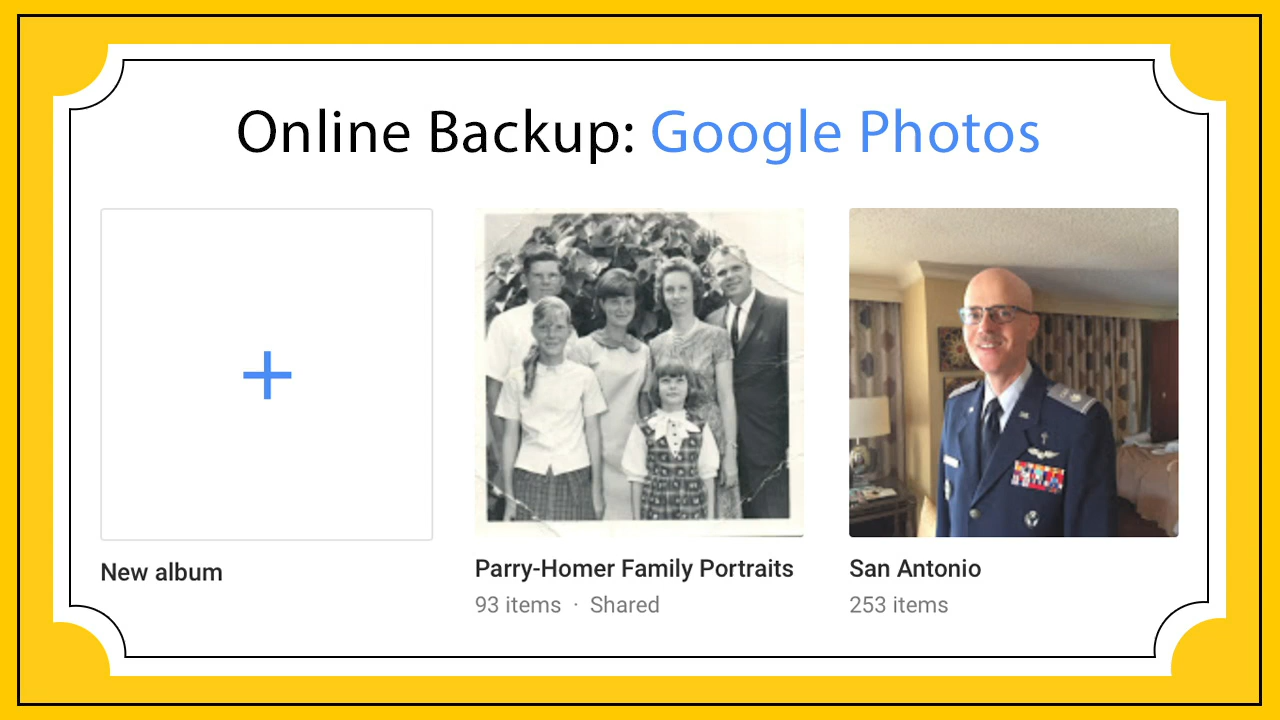 Online Backup: Google Photos
New album
Parry-Homer Family Portraits
93 items · Shared
San Antonio
253 items